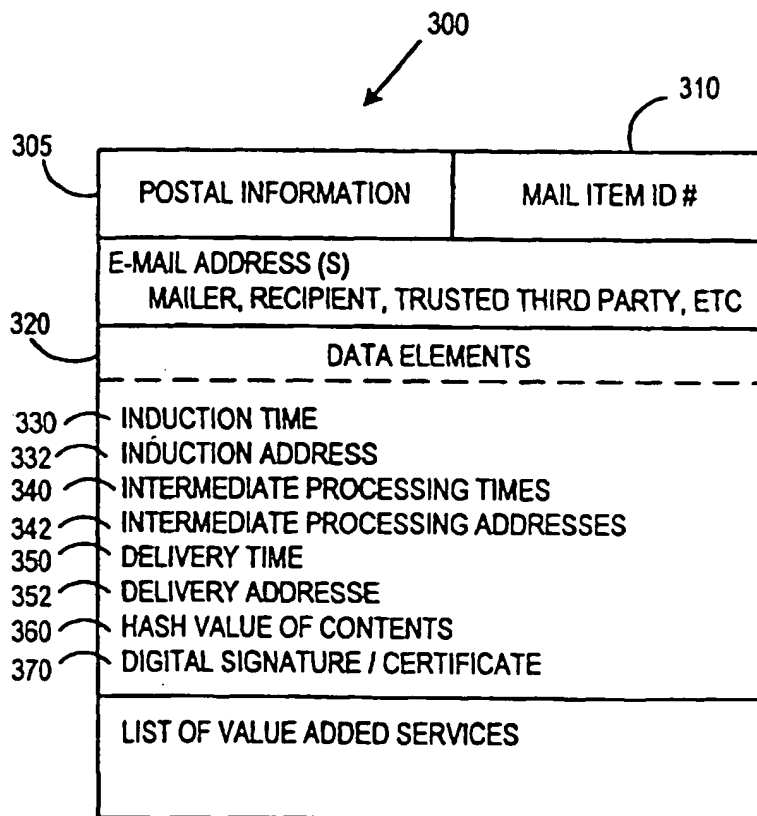 300
310
305
POSTAL INFORMATION
MAIL ITEM ID #
E-MAIL ADDRESS (S)
MAILER, RECIPIENT, TRUSTED THIRD PARTY, ETC
320
DATA ELEMENTS
330 INDUCTION TIME
332 INDUCTION ADDRESS
340 INTERMEDIATE PROCESSING TIMES
342 INTERMEDIATE PROCESSING ADDRESSES
350 DELIVERY TIME
352 DELIVERY ADDRESSE
360 HASH VALUE OF CONTENTS
370 DIGITAL SIGNATURE / CERTIFICATE
LIST OF VALUE ADDED SERVICES